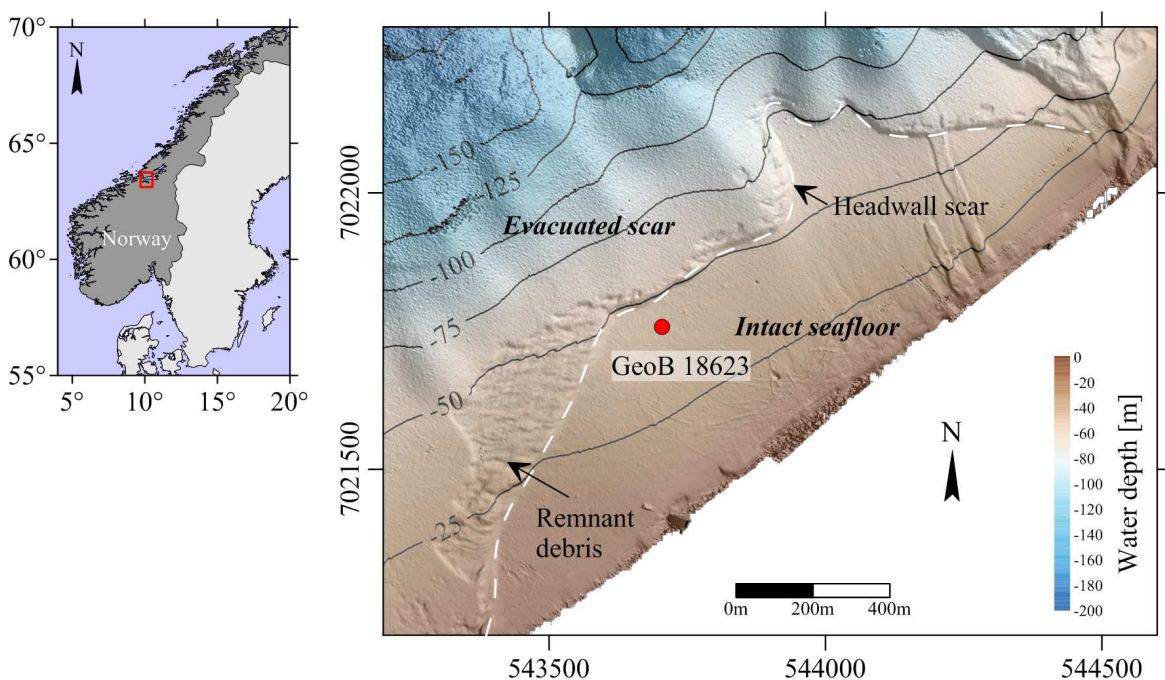 70°
65°
60°
55°
5°
10°
15°
20°
N
Norway
7022000
7021500
543500
544000
544500
-150
-125
-100
-75
-50
-25
Evacuated scar
Headwall scar
Intact seafloor
GeoB 18623
Remnant
debris
N
0m
200m
400m
0
-20
-40
-60
-80
-100
-120
-140
-160
-180
-200
Water depth [m]